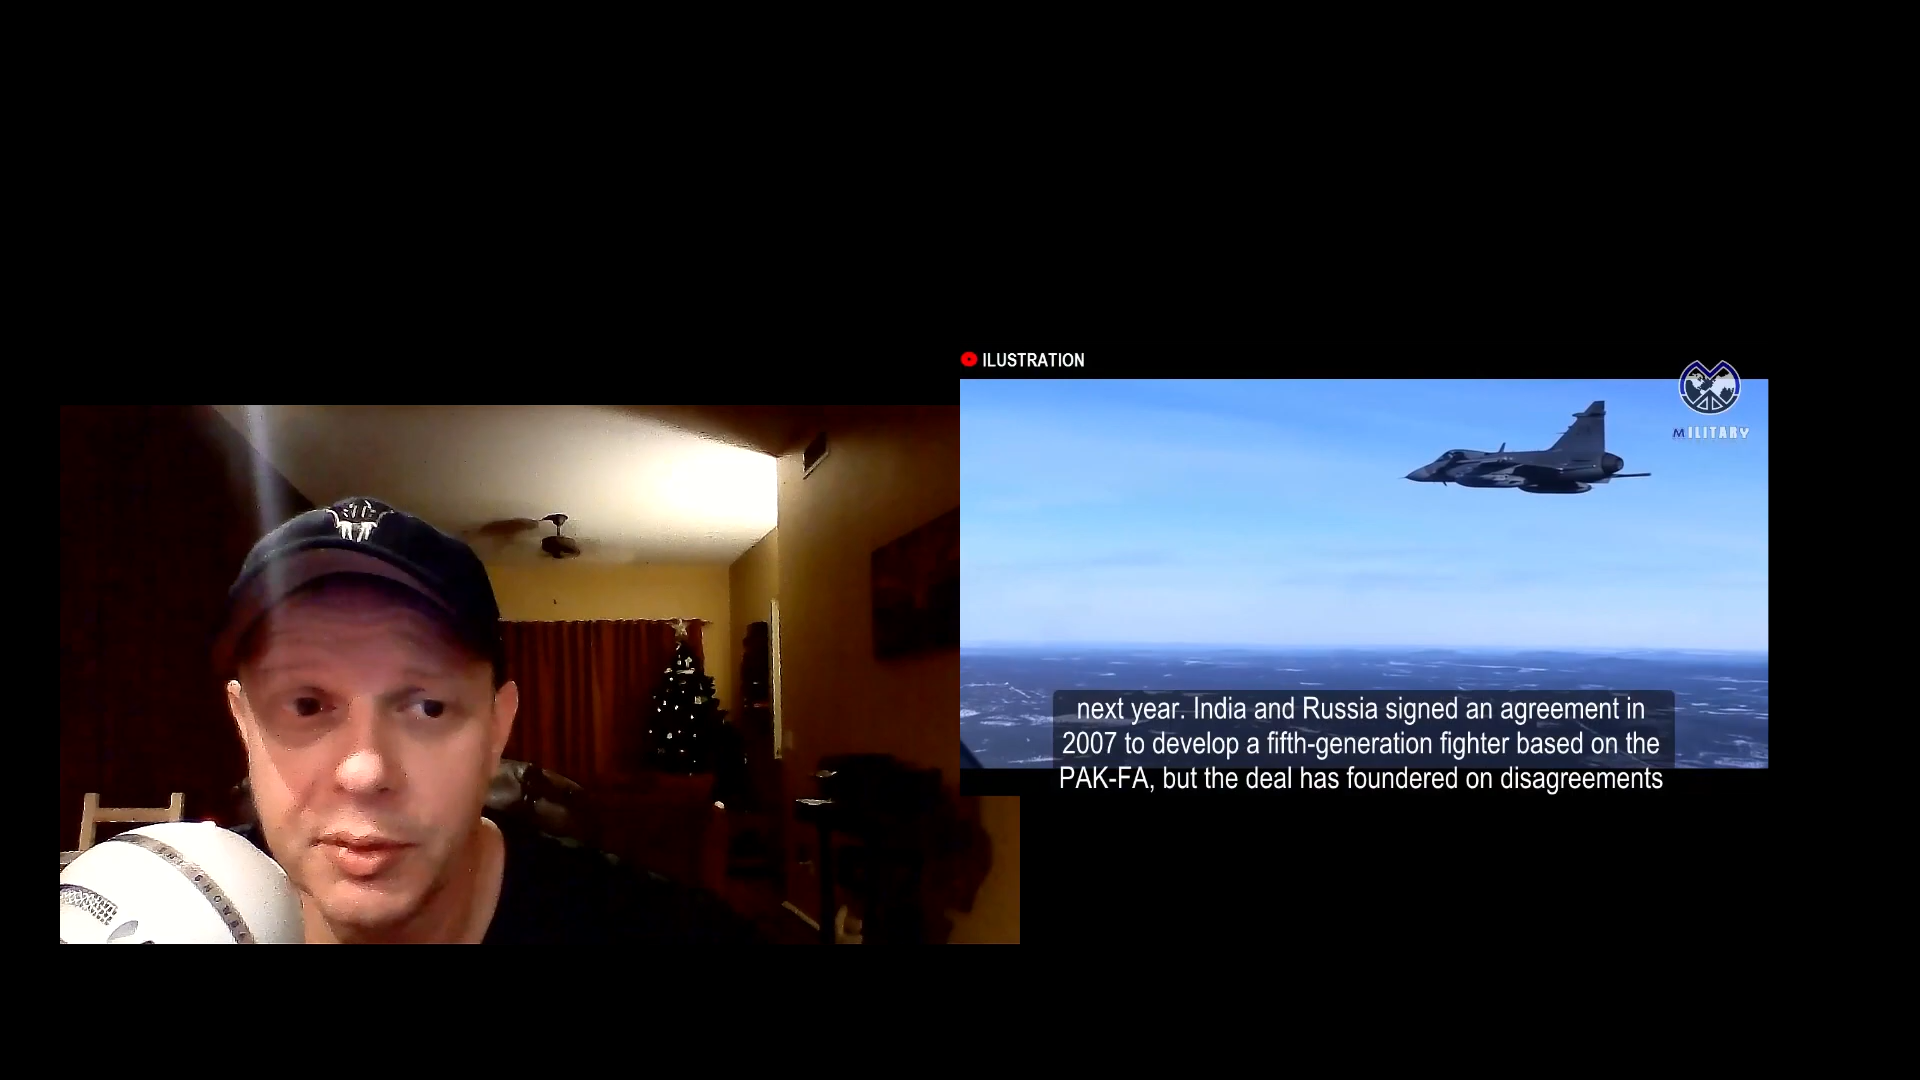 ILUSTRATION
MILITARY
next year. India and Russia signed an agreement in
2007 to develop a fifth-generation fighter based on the
PAK-FA, but the deal has foundered on disagreements